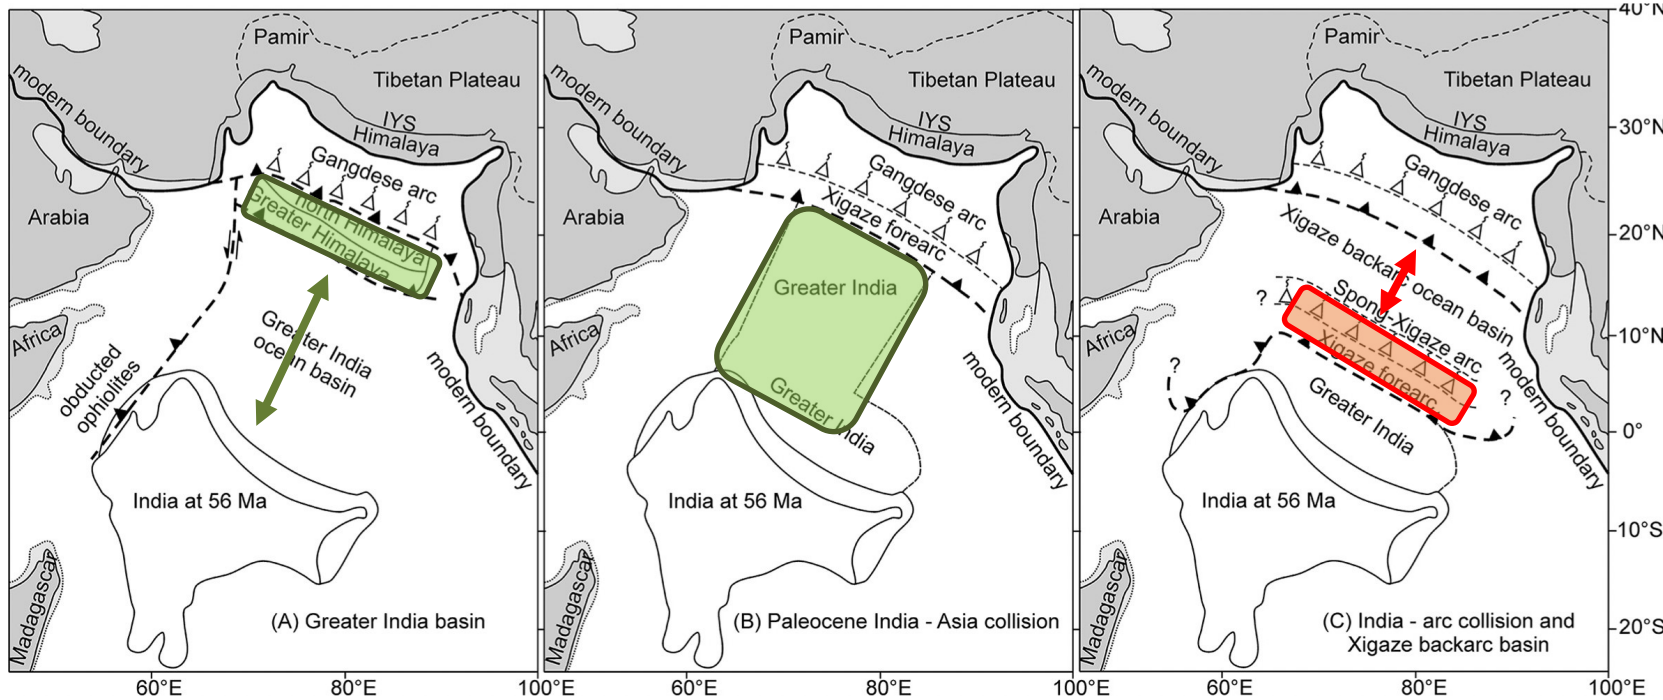 Pamir
Tibetan Plateau
modern boundary
IYS
Himalaya
Gangdese arc
north Himalaya
Greater Himalaya
Arabia
Africa
obducted
ophiolites
Greater India
ocean basin
modern boundary
India at 56 Ma
Madagascar
(A) Greater India basin
60°E
80°E
100°E
Pamir
Tibetan Plateau
modern boundary
IYS
Himalaya
Gangdese arc
Xigaze forearc
Arabia
Greater India
Africa
Greater India
modern boundary
India at 56 Ma
Madagascar
(B) Paleocene India - Asia collision
60°E
80°E
100°E
Pamir
Tibetan Plateau
modern boundary
IYS
Himalaya
Gangdese arc
Xigaze backarc ocean basin
Arabia
?
Spong-Xigaze arc
Xigaze forearc
Africa
?
Greater India
?
modern boundary
India at 56 Ma
Madagascar
(C) India - arc collision and
Xigaze backarc basin
60°E
80°E
100°E
40°N
30°N
20°N
10°N
0°
10°S
20°S